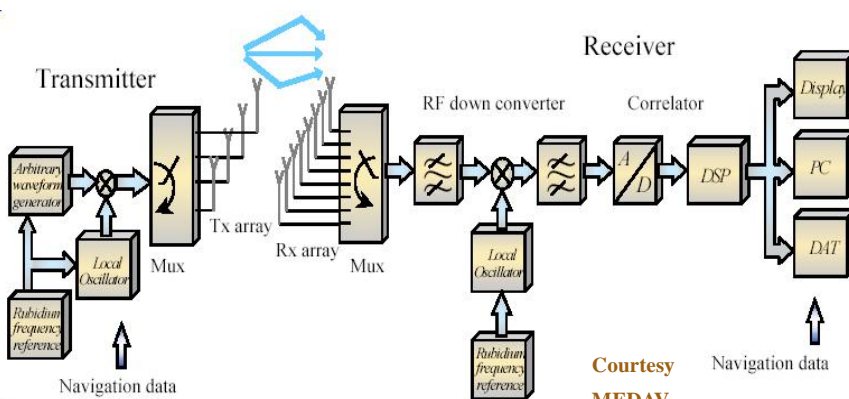 Transmitter
Receiver
RF down converter
Correlator
Arbitrary
waveform
generator
Local
Oscillator
Rubidium
frequency
reference
Mux
Tx array
Rx array
Mux
Local
Oscillator
Rubidium
frequency
reference
A
D
DSP
Display
PC
DAT
Navigation data
Navigation data
Courtesy
MEDAV